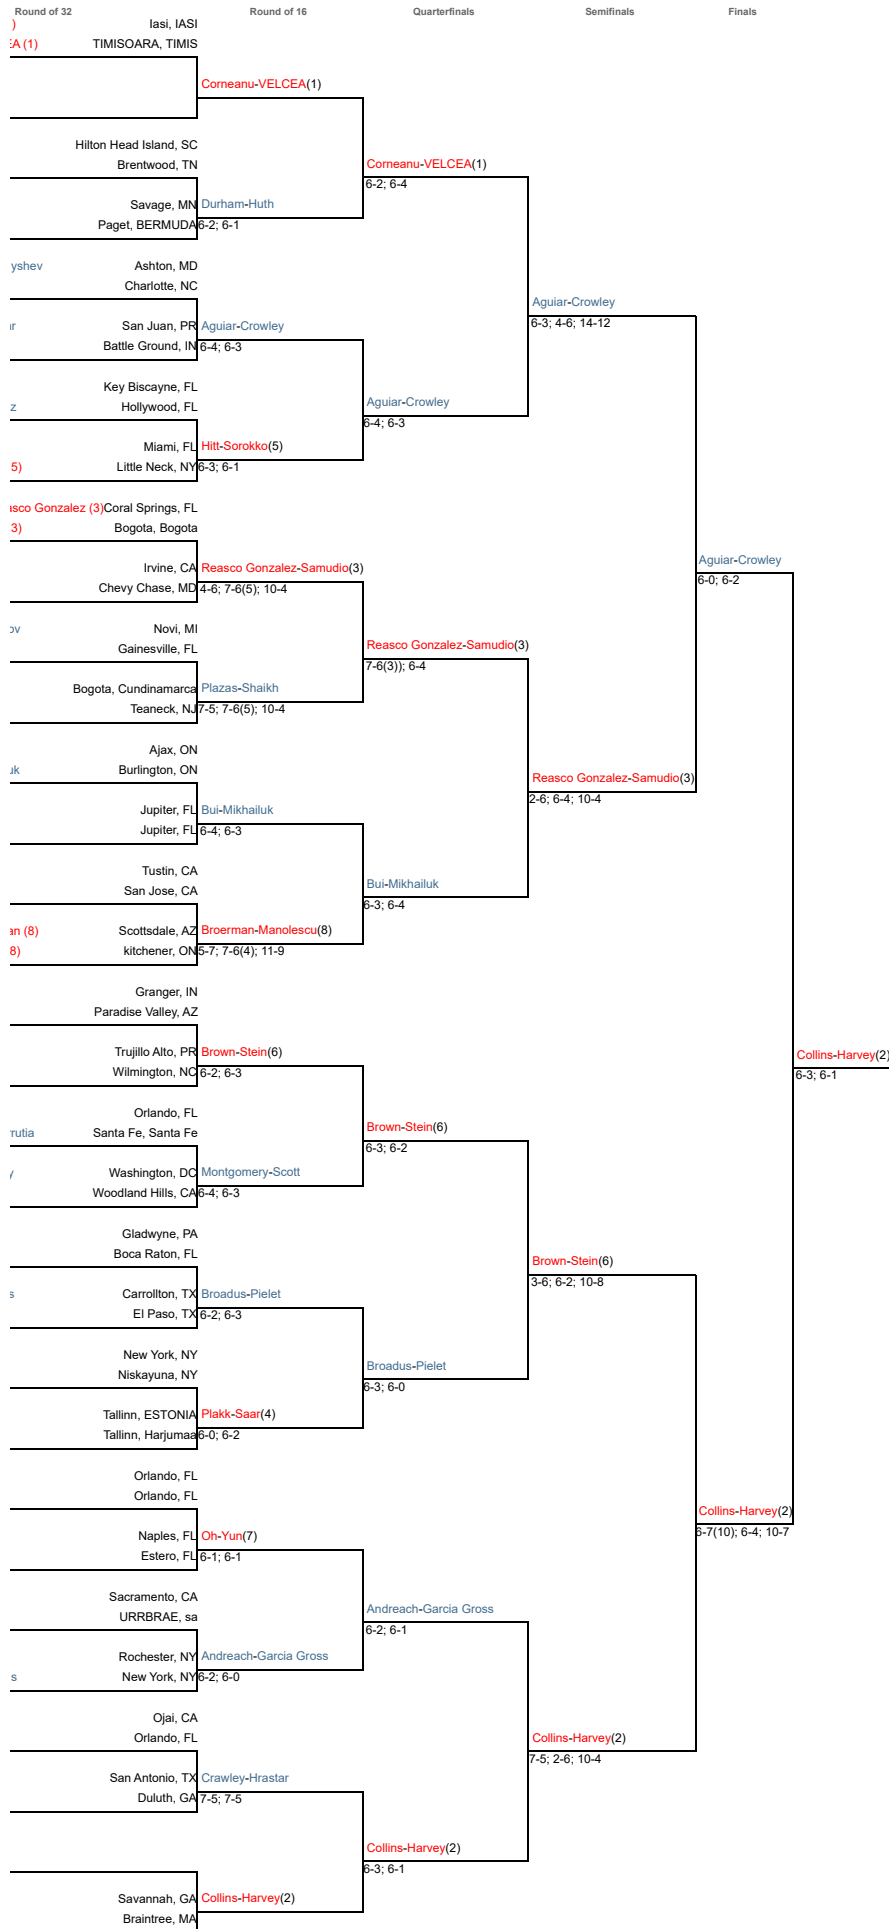 Round of 32 Round of 16 Quarterfinals Semifinals Finals
) Iasi, IASI
EA (1) TIMISOARA, TIMIS
Corneanu-VELCEA(1)
Hilton Head Island, SC
Brentwood, TN
Corneanu-VELCEA(1)
6-2; 6-4
Savage, MN Durham-Huth
Paget, BERMUDA 6-2; 6-1
yshev Ashton, MD
Charlotte, NC
Aguiar-Crowley
6-3; 4-6; 14-12
ar San Juan, PR Aguiar-Crowley
Battle Ground, IN 6-4; 6-3
Key Biscayne, FL
z Hollywood, FL
Aguiar-Crowley
6-4; 6-3
Miami, FL Hitt-Sorokko(5)
5) Little Neck, NY 6-3; 6-1
asco Gonzalez (3) Coral Springs, FL
3) Bogota, Bogota
Aguiar-Crowley
6-0; 6-2
Irvine, CA Reasco Gonzalez-Samudio(3)
Chevy Chase, MD 4-6; 7-6(5); 10-4
ov Novi, MI
Gainesville, FL
Reasco Gonzalez-Samudio(3)
7-6(3)); 6-4
Bogota, Cundinamarca Plazas-Shaikh
Teaneck, NJ 7-5; 7-6(5); 10-4
Ajax, ON
uk Burlington, ON
Reasco Gonzalez-Samudio(3)
2-6; 6-4; 10-4
Jupiter, FL Bui-Mikhailuk
Jupiter, FL 6-4; 6-3
Tustin, CA
San Jose, CA
Bui-Mikhailuk
6-3; 6-4
an (8) Scottsdale, AZ Broerman-Manolescu(8)
8) kitchener, ON 5-7; 7-6(4); 11-9
Granger, IN
Paradise Valley, AZ
Trujillo Alto, PR Brown-Stein(6)
Wilmington, NC 6-2; 6-3
Collins-Harvey(2)
6-3; 6-1
Orlando, FL
rrutia Santa Fe, Santa Fe
Brown-Stein(6)
6-3; 6-2
y Washington, DC Montgomery-Scott
Woodland Hills, CA 6-4; 6-3
Gladwyne, PA
Boca Raton, FL
Brown-Stein(6)
3-6; 6-2; 10-8
s Carrollton, TX Broadus-Pielet
El Paso, TX 6-2; 6-3
New York, NY
Niskayuna, NY
Broadus-Pielet
6-3; 6-0
Tallinn, ESTONIA Plakk-Saar(4)
Tallinn, Harjumaa 6-0; 6-2
Orlando, FL
Orlando, FL
Collins-Harvey(2)
6-7(10); 6-4; 10-7
Naples, FL Oh-Yun(7)
Estero, FL 6-1; 6-1
Sacramento, CA
URRBRAE, sa
Andreach-Garcia Gross
6-2; 6-1
Rochester, NY Andreach-Garcia Gross
s New York, NY 6-2; 6-0
Ojai, CA
Orlando, FL
Collins-Harvey(2)
7-5; 2-6; 10-4
San Antonio, TX Crawley-Hrastar
Duluth, GA 7-5; 7-5
Collins-Harvey(2)
6-3; 6-1
Savannah, GA Collins-Harvey(2)
Braintree, MA